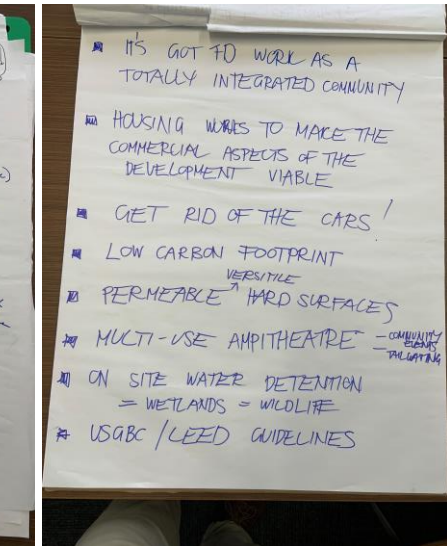 IT'S GOT TO WORK AS A
TOTALLY INTEGRATED COMMUNITY
HOUSING WORKS TO MAKE THE
COMMERCIAL ASPECTS OF THE
DEVELOPMENT VIABLE
GET RID OF THE CARS!
LOW CARBON FOOTPRINT
VERSITILE
PERMEABLE HARD SURFACES
MULTI-USE AMPITHEATRE = COMMUNITY
EVENTS
TAILGATING
ON SITE WATER DETENTION
= WETLANDS = WILDLIFE
USGBC / LEED GUIDELINES